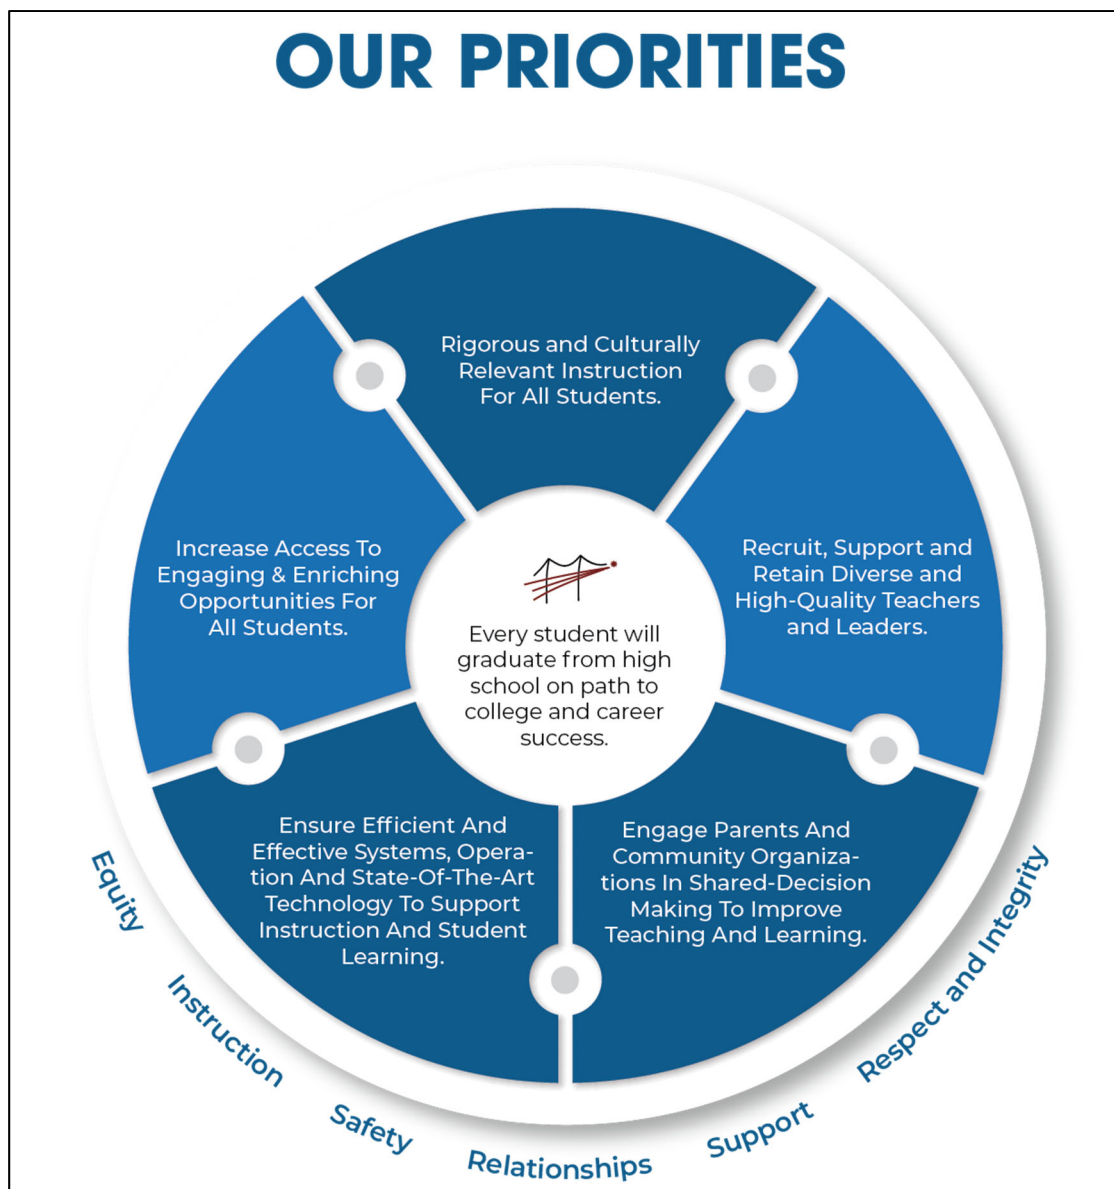 OUR PRIORITIES
Rigorous and Culturally
Relevant Instruction
For All Students.
Increase Access To
Engaging & Enriching
Opportunities For
All Students.
Recruit, Support and
Retain Diverse and
High-Quality Teachers
and Leaders.
Every student will
graduate from high
school on path to
college and career
success.
Ensure Efficient And
Effective Systems, Opera-
tion And State-Of-The-Art
Technology To Support
Instruction And Student
Learning.
Engage Parents And
Community Organiza-
tions In Shared-Decision
Making To Improve
Teaching And Learning.
Equity
Instruction
Safety
Relationships
Support
Respect and Integrity